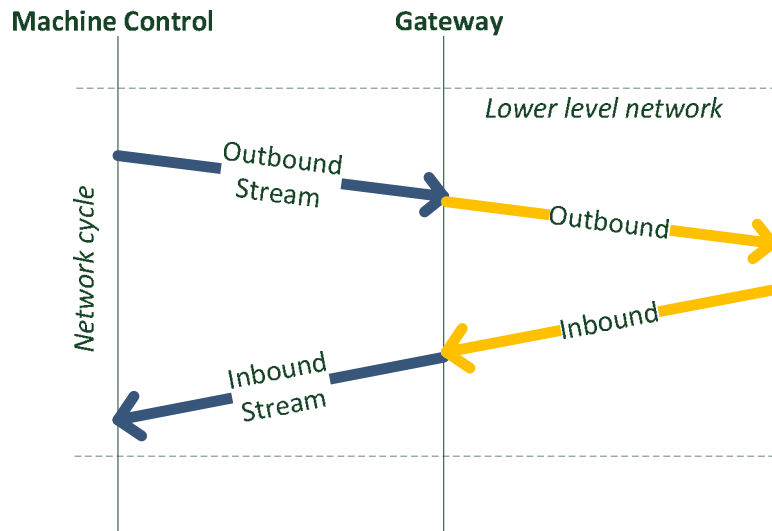 Machine Control
Gateway
Lower level network
Outbound
Stream
Outbound
Network cycle
Inbound
Inbound
Stream